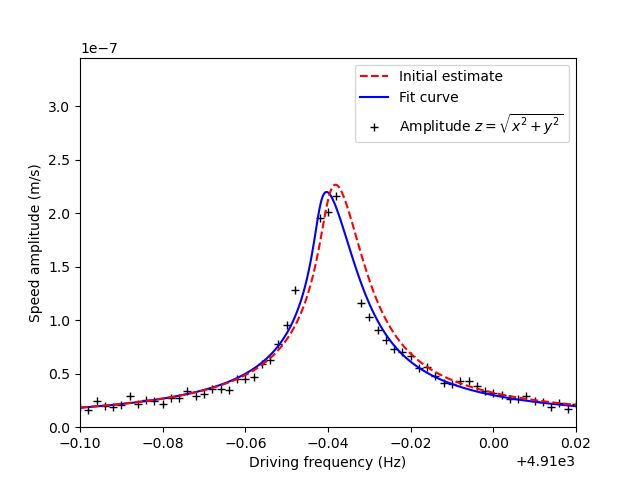 1e−7
3.0
2.5
2.0
1.5
1.0
0.5
0.0
Speed amplitude (m/s)
Initial estimate
Fit curve
Amplitude z = √x² + y²
−0.10 −0.08 −0.06 −0.04 −0.02 0.00 0.02
Driving frequency (Hz)
+4.91e3